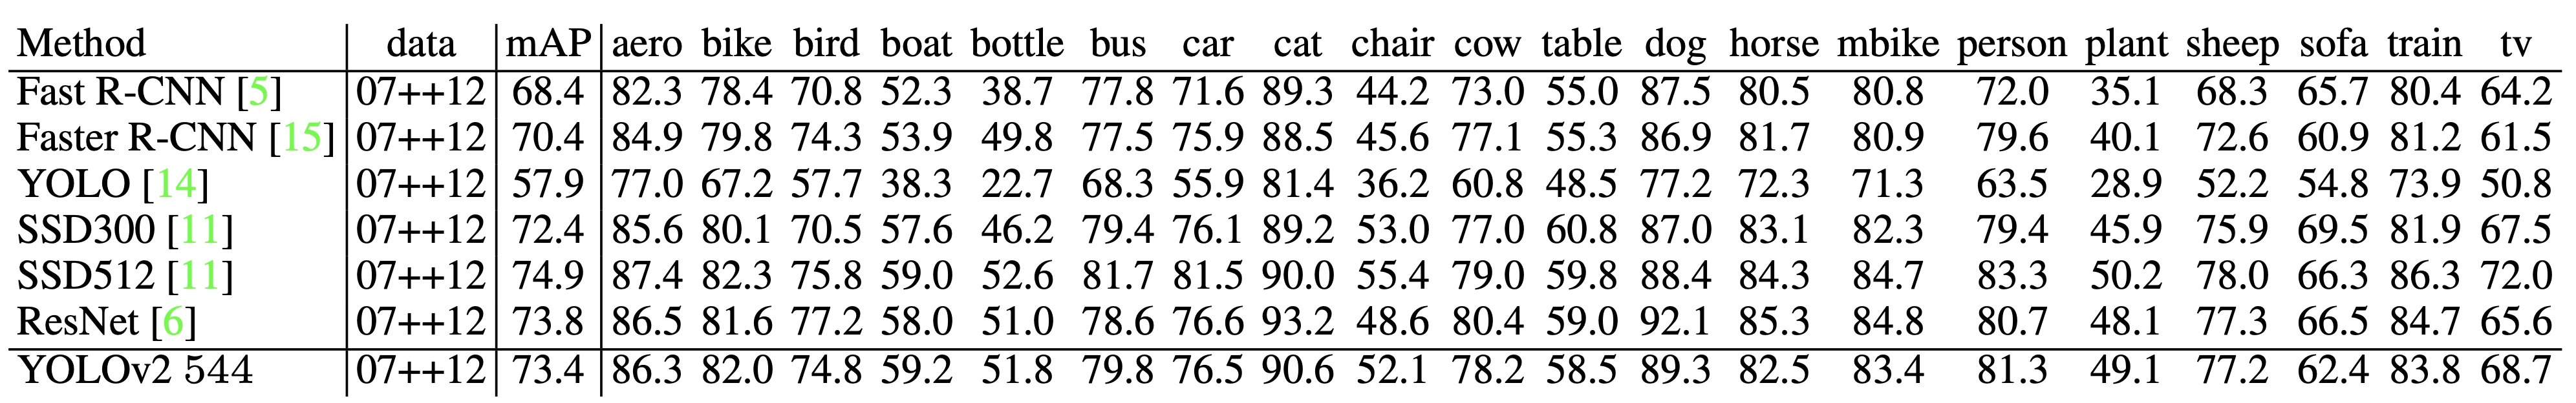 Method data mAP aero bike bird boat bottle bus car cat chair cow table dog horse mbike person plant sheep sofa train tv
Fast R-CNN [5] 07++12 68.4 82.3 78.4 70.8 52.3 38.7 77.8 71.6 89.3 44.2 73.0 55.0 87.5 80.5 80.8 72.0 35.1 68.3 65.7 80.4 64.2
Faster R-CNN [15] 07++12 70.4 84.9 79.8 74.3 53.9 49.8 77.5 75.9 88.5 45.6 77.1 55.3 86.9 81.7 80.9 79.6 40.1 72.6 60.9 81.2 61.5
YOLO [14] 07++12 57.9 77.0 67.2 57.7 38.3 22.7 68.3 55.9 81.4 36.2 60.8 48.5 77.2 72.3 71.3 63.5 28.9 52.2 54.8 73.9 50.8
SSD300 [11] 07++12 72.4 85.6 80.1 70.5 57.6 46.2 79.4 76.1 89.2 53.0 77.0 60.8 87.0 83.1 82.3 79.4 45.9 75.9 69.5 81.9 67.5
SSD512 [11] 07++12 74.9 87.4 82.3 75.8 59.0 52.6 81.7 81.5 90.0 55.4 79.0 59.8 88.4 84.3 84.7 83.3 50.2 78.0 66.3 86.3 72.0
ResNet [6] 07++12 73.8 86.5 81.6 77.2 58.0 51.0 78.6 76.6 93.2 48.6 80.4 59.0 92.1 85.3 84.8 80.7 48.1 77.3 66.5 84.7 65.6
YOLOv2 544 07++12 73.4 86.3 82.0 74.8 59.2 51.8 79.8 76.5 90.6 52.1 78.2 58.5 89.3 82.5 83.4 81.3 49.1 77.2 62.4 83.8 68.7